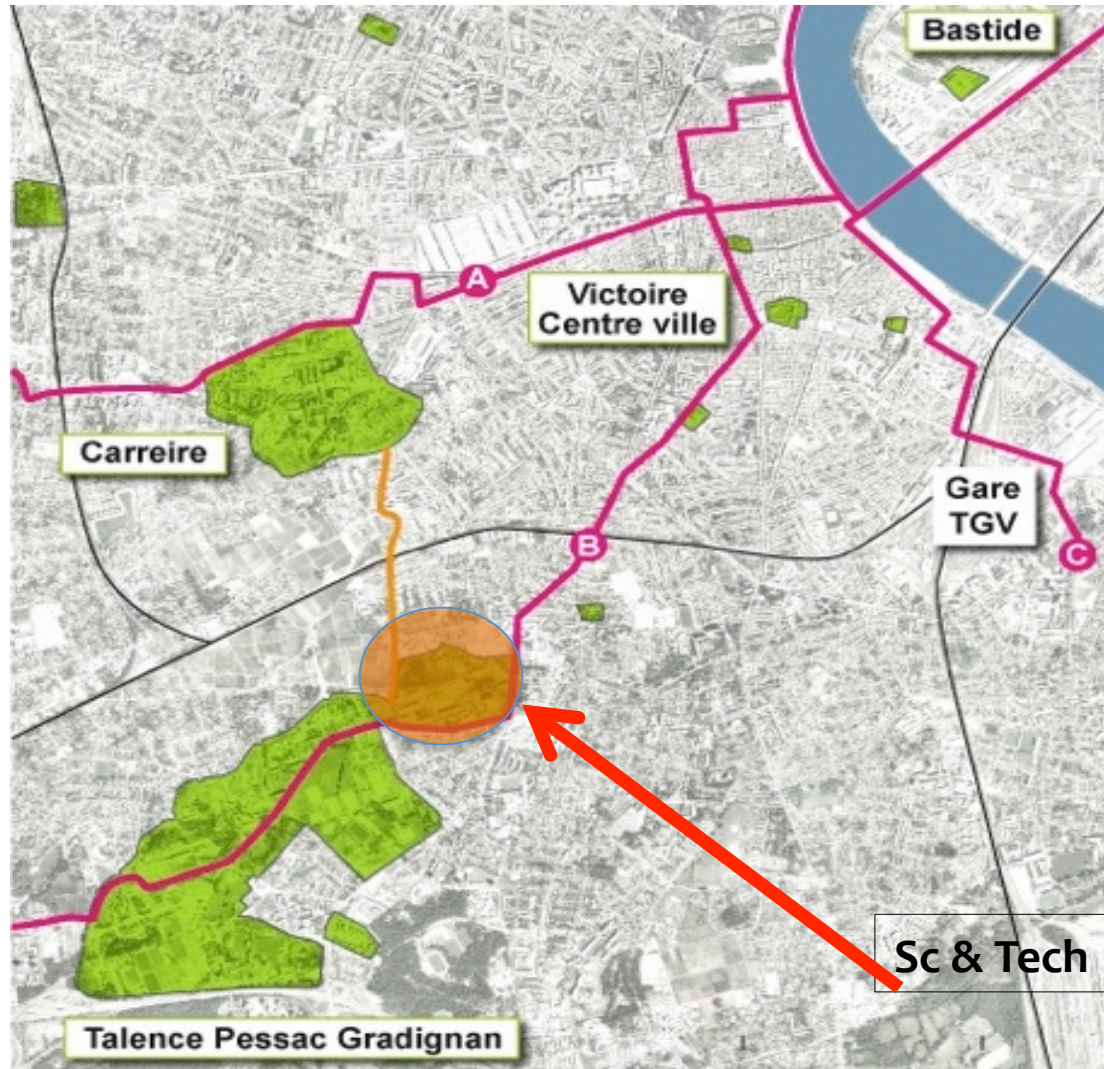 Bastide
A
Victoire
Centre ville
Carreire
Gare
TGV
B
C
Sc & Tech
Talence Pessac Gradignan